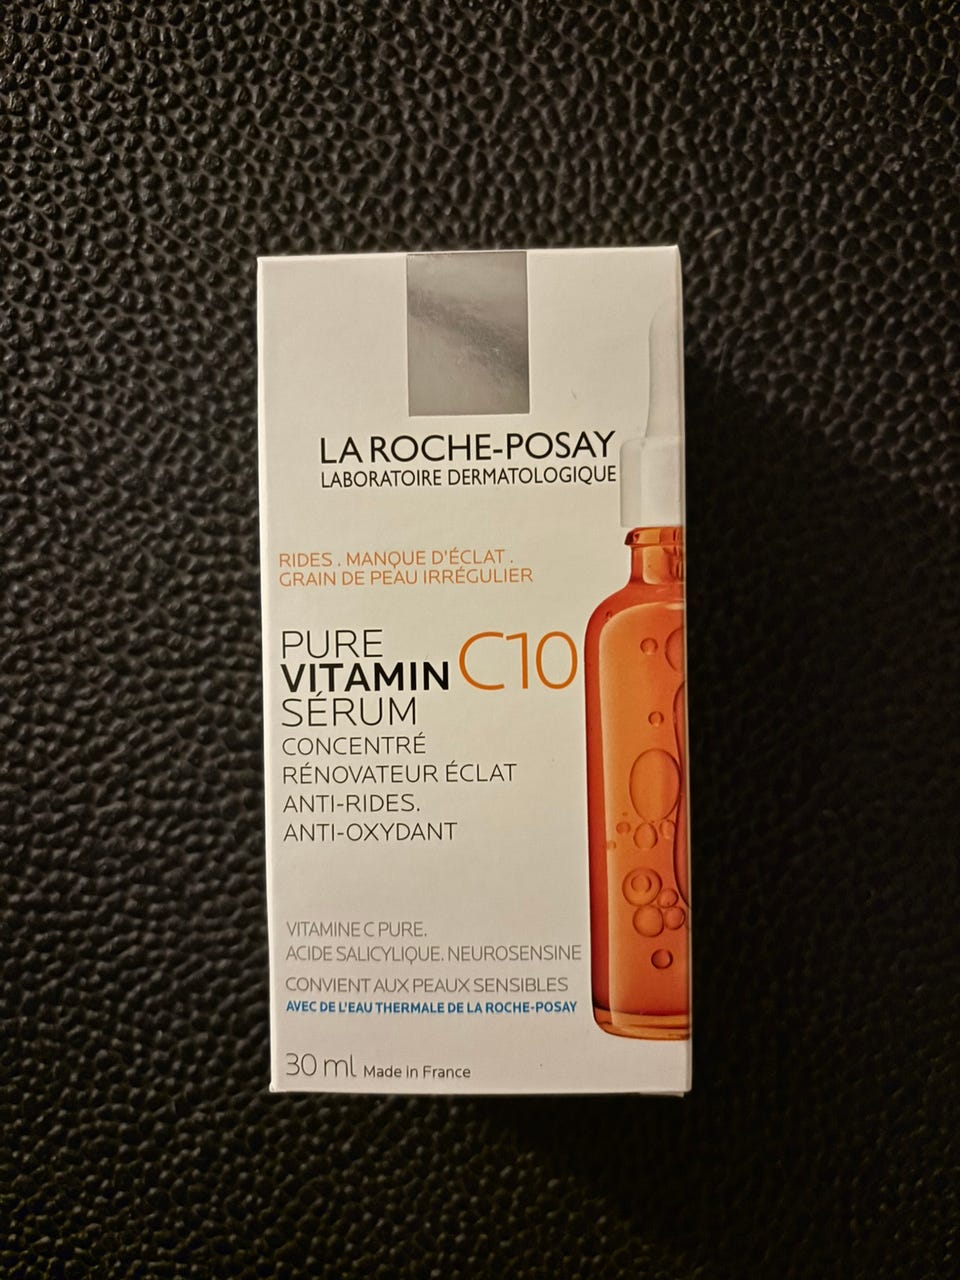 LA ROCHE-POSAY
LABORATOIRE DERMATOLOGIQUE
RIDES . MANQUE D'ÉCLAT .
GRAIN DE PEAU IRRÉGULIER
PURE
VITAMIN C10
SÉRUM
CONCENTRÉ
RÉNOVATEUR ÉCLAT
ANTI-RIDES.
ANTI-OXYDANT
VITAMINE C PURE.
ACIDE SALICYLIQUE. NEUROSENSINE
CONVIENT AUX PEAUX SENSIBLES
AVEC DE L'EAU THERMALE DE LA ROCHE-POSAY
30 ml Made in France